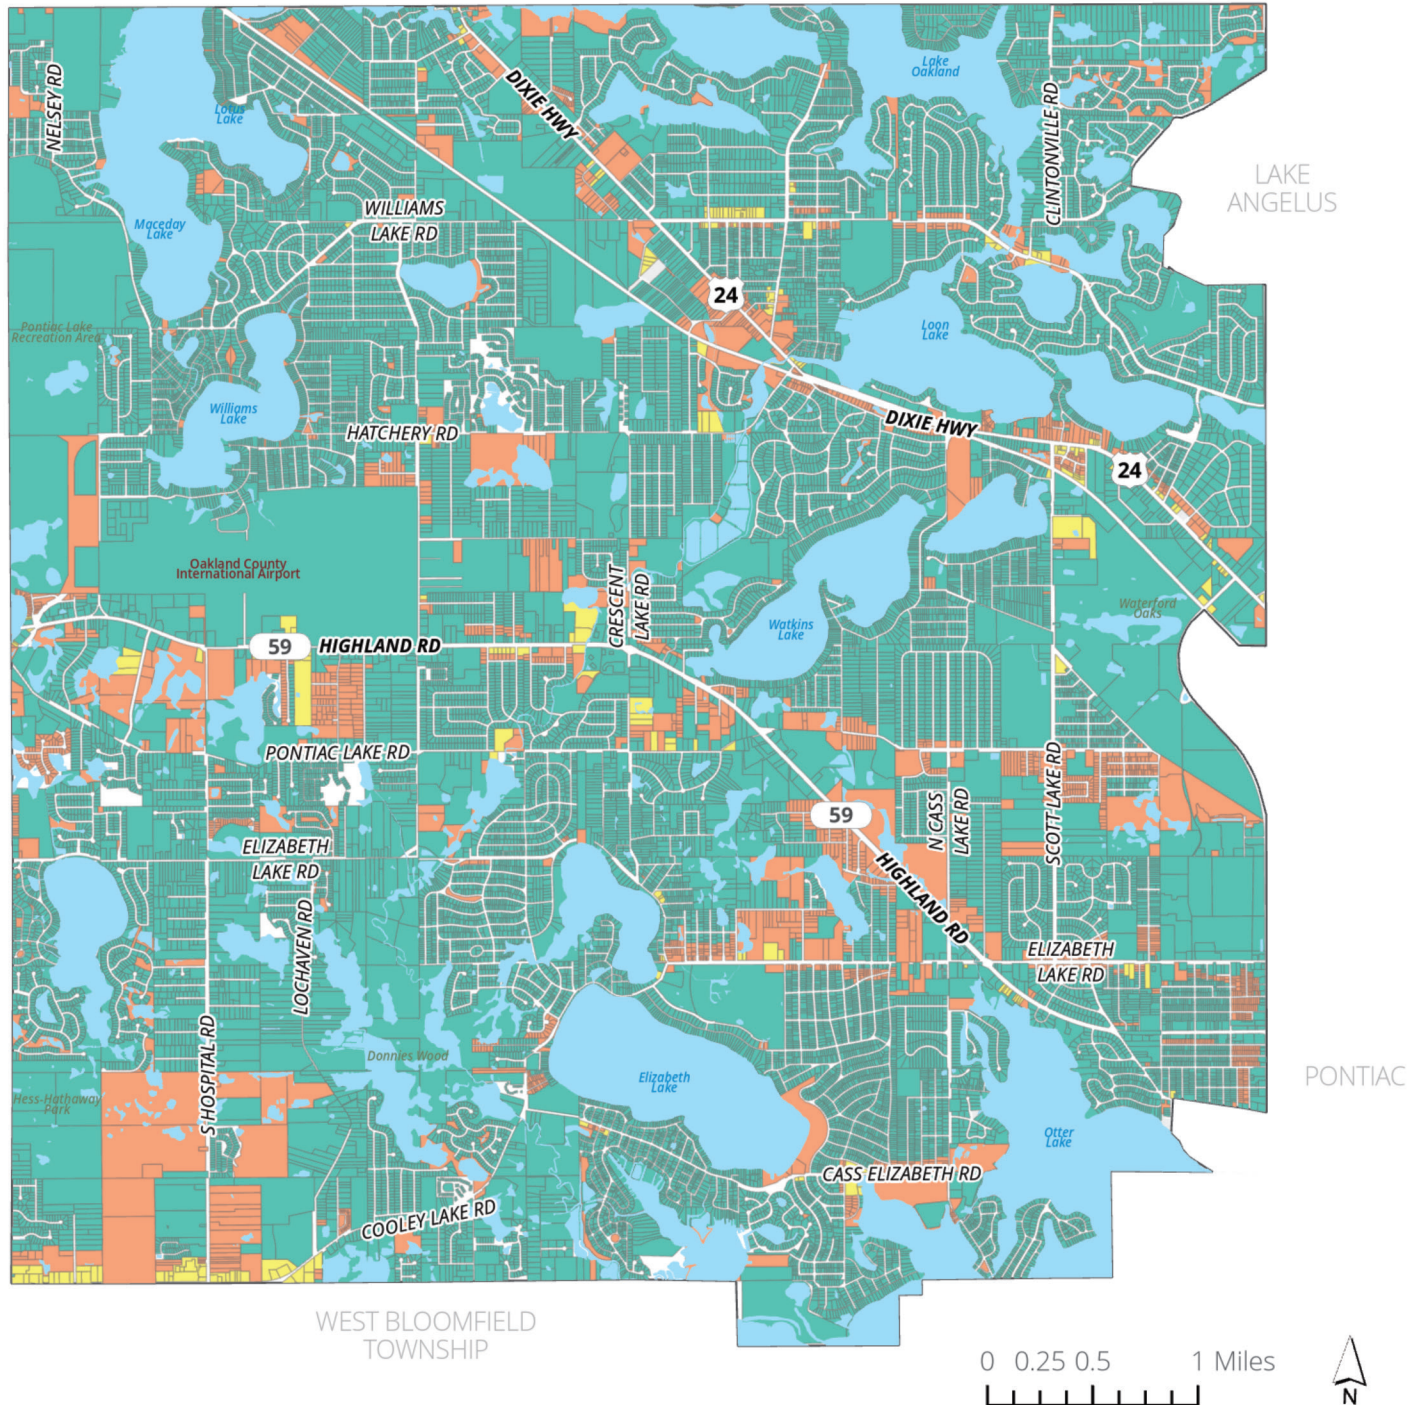 Lake
Oakland
NELSEY RD
DIXIE HWY
CLINTONVILLE RD
Lotus
Lake
LAKE
ANGELUS
WILLIAMS
LAKE RD
Maceday
Lake
24
Pontiac Lake
Recreation Area
Loon
Lake
Williams
Lake
HATCHERY RD
DIXIE HWY
24
Oakland County
International Airport
CRESCENT
LAKE RD
Waterford
Oaks
Watkins
Lake
59
HIGHLAND RD
PONTIAC LAKE RD
SCOTT LAKE RD
N CASS
LAKE RD
59
ELIZABETH
LAKE RD
HIGHLAND RD
LOCHAVEN RD
ELIZABETH
LAKE RD
S HOSPITAL RD
Donnies Wood
Elizabeth
Lake
PONTIAC
Hess-Hathaway
Park
Otter
Lake
CASS ELIZABETH RD
COOLEY LAKE RD
WEST BLOOMFIELD
TOWNSHIP
0 0.25 0.5 1 Miles
N